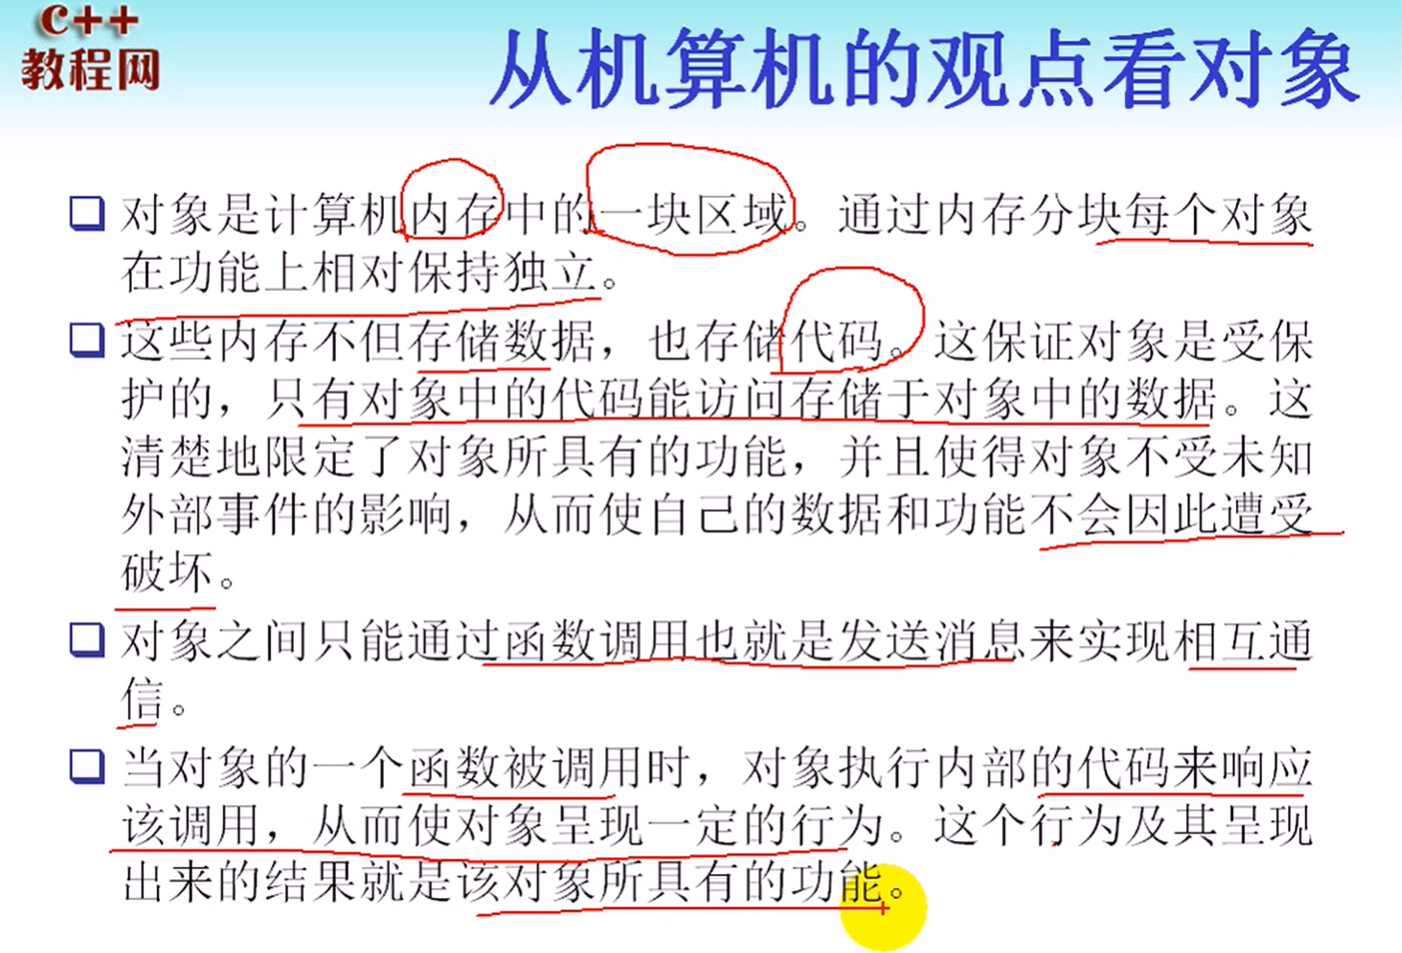 C++
教程网
从机算机的观点看对象
对象是计算机内存中的一块区域。通过内存分块每个对象
在功能上相对保持独立。
这些内存不但存储数据，也存储代码。这保证对象是受保
护的，只有对象中的代码能访问存储于对象中的数据。这
清楚地限定了对象所具有的功能，并且使得对象不受未知
外部事件的影响，从而使自己的数据和功能不会因此遭受
破坏。
对象之间只能通过函数调用也就是发送消息来实现相互通
信。
当对象的一个函数被调用时，对象执行内部的代码来响应
该调用，从而使对象呈现一定的行为。这个行为及其呈现
出来的结果就是该对象所具有的功能。